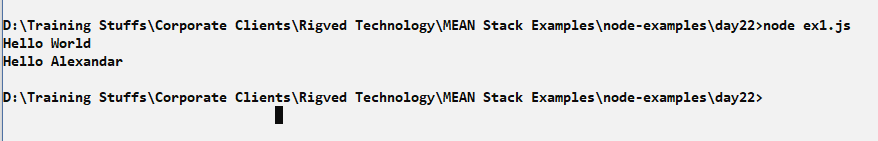 D:\Training Stuffs\Corporate Clients\Rigved Technology\MEAN Stack Examples\node-examples\day22>node ex1.js
Hello World
Hello Alexandar
D:\Training Stuffs\Corporate Clients\Rigved Technology\MEAN Stack Examples\node-examples\day22>